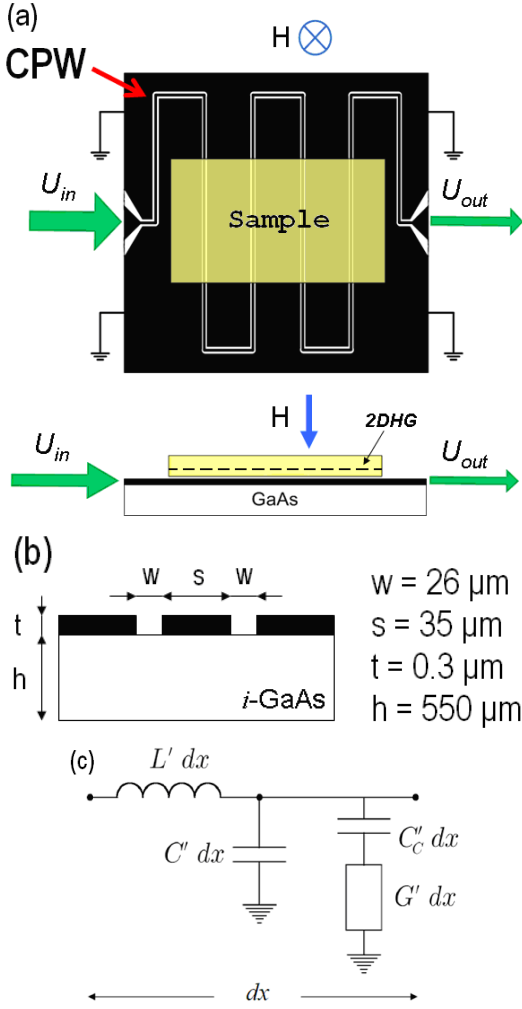 (a)
H
CPW
U_in
U_out
Sample
H
2DHG
U_in
U_out
GaAs
(b)
w s w
w = 26 μm
t
s = 35 μm
h
t = 0.3 μm
i-GaAs
h = 550 μm
(c)
L′ dx
C′ dx
C′_C dx
G′ dx
dx